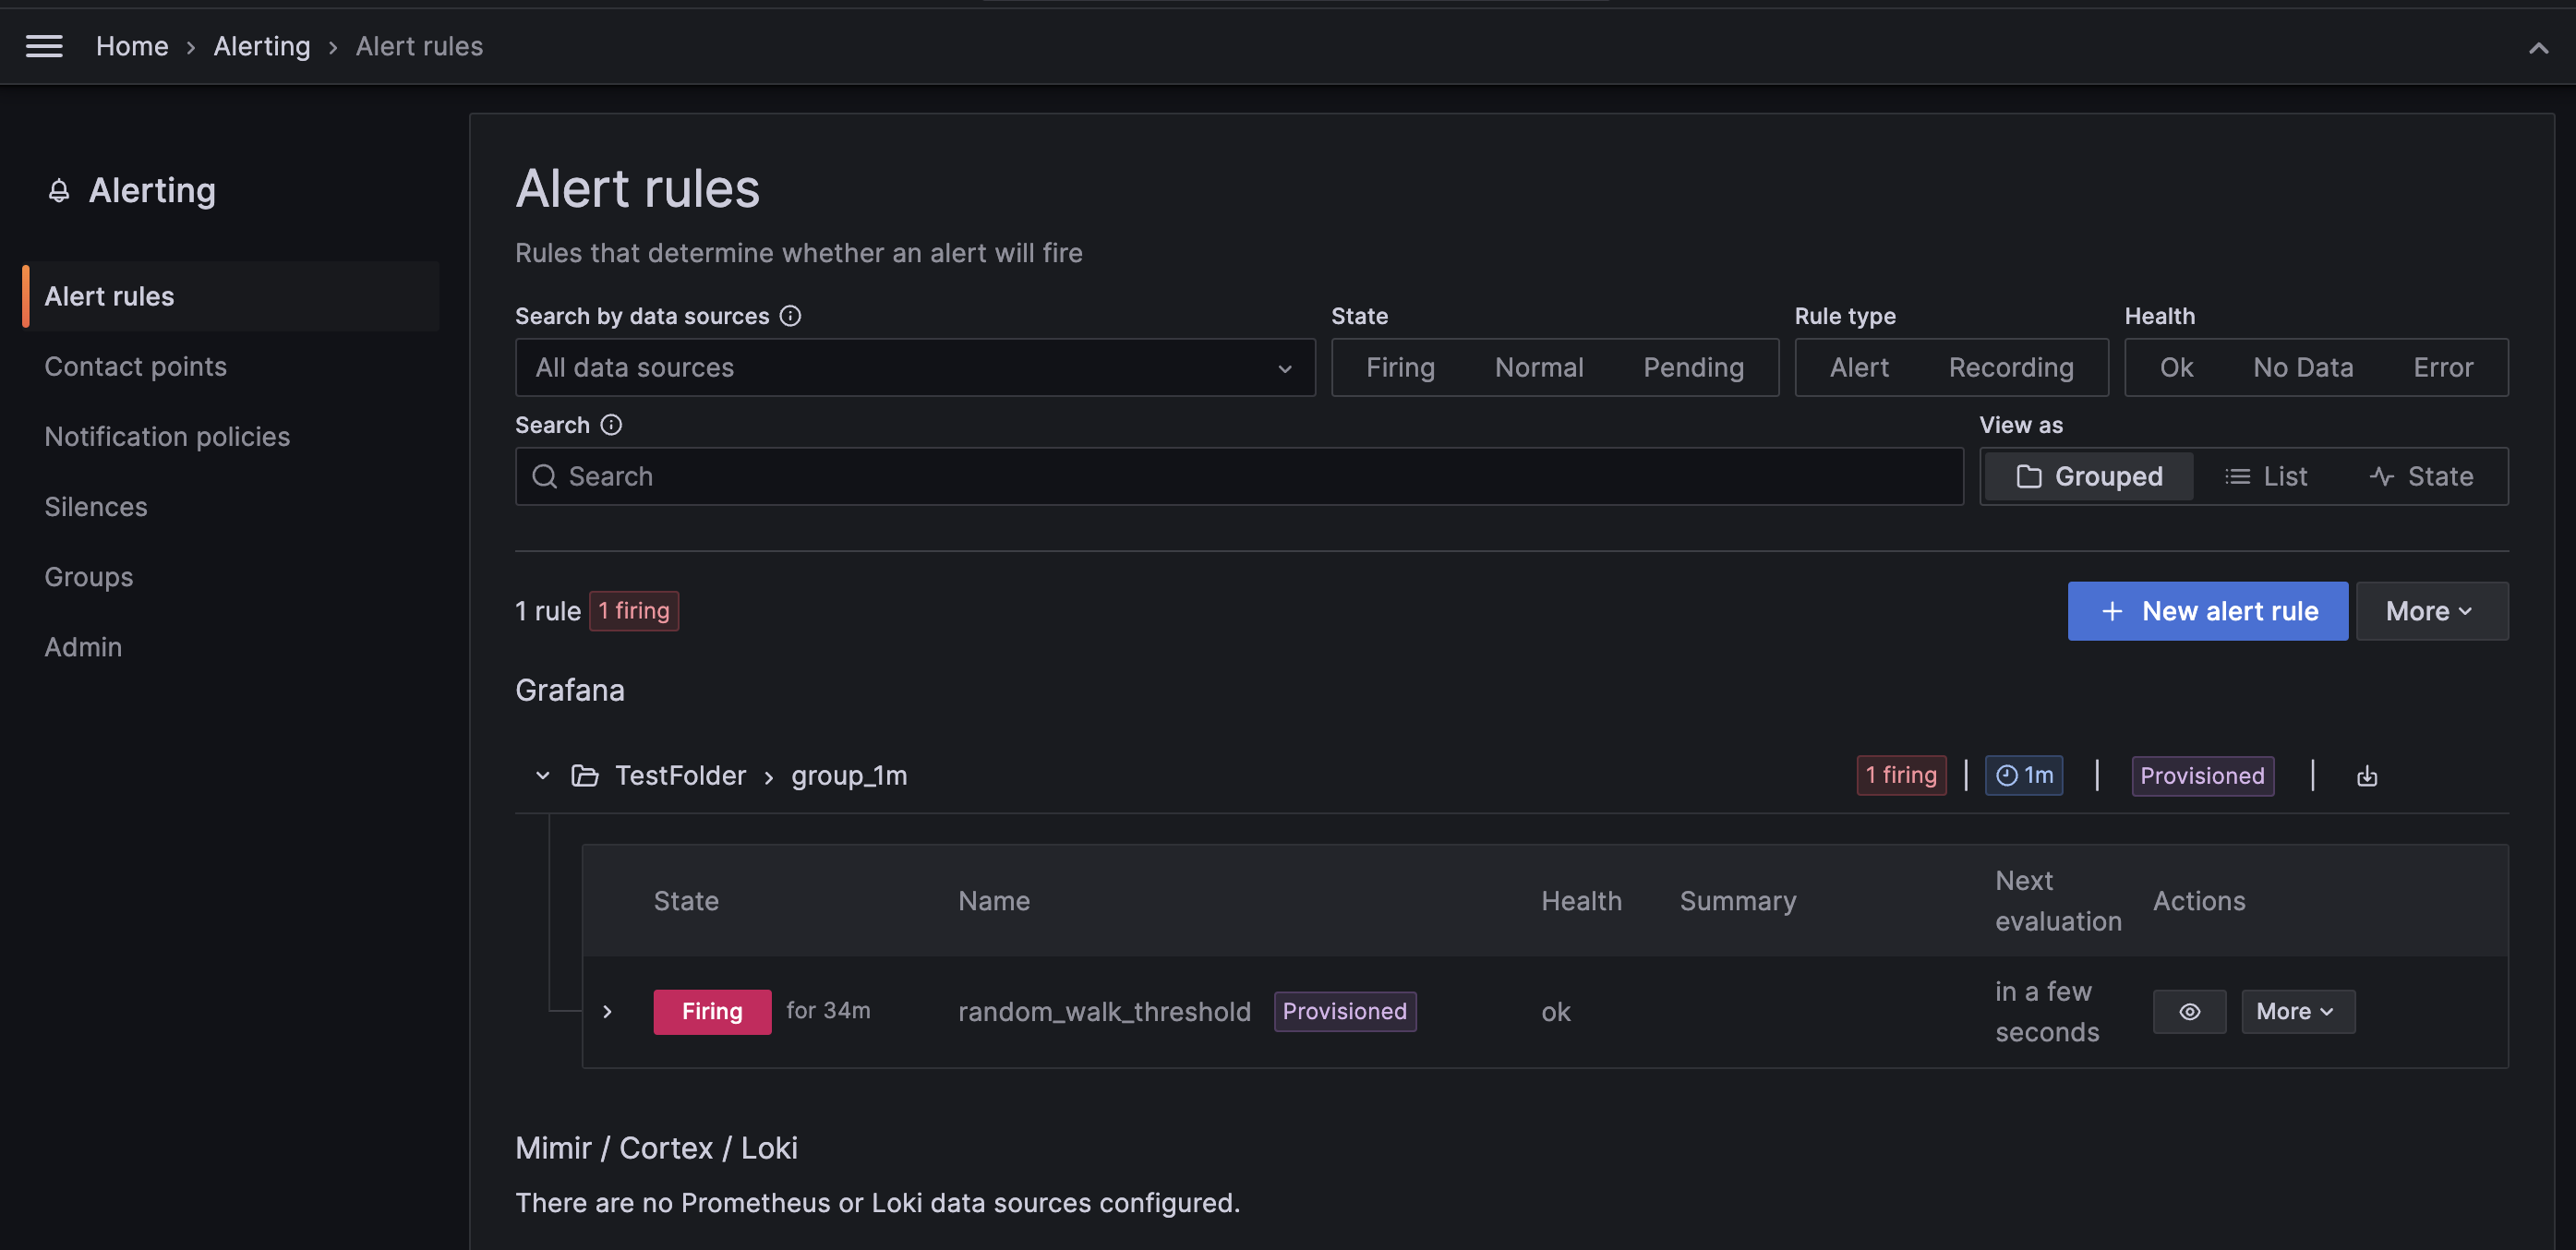 Home > Alerting > Alert rules
Alerting
Alert rules
Contact points
Notification policies
Silences
Groups
Admin
Alert rules
Rules that determine whether an alert will fire
Search by data sources State Rule type Health
All data sources Firing Normal Pending Alert Recording Ok No Data Error
Search View as
Search Grouped List State
1 rule 1 firing New alert rule More
Grafana
TestFolder > group_1m 1 firing | 1m | Provisioned |
State Name Health Summary Next evaluation Actions
Firing for 34m random_walk_threshold Provisioned ok in a few seconds More
Mimir / Cortex / Loki
There are no Prometheus or Loki data sources configured.